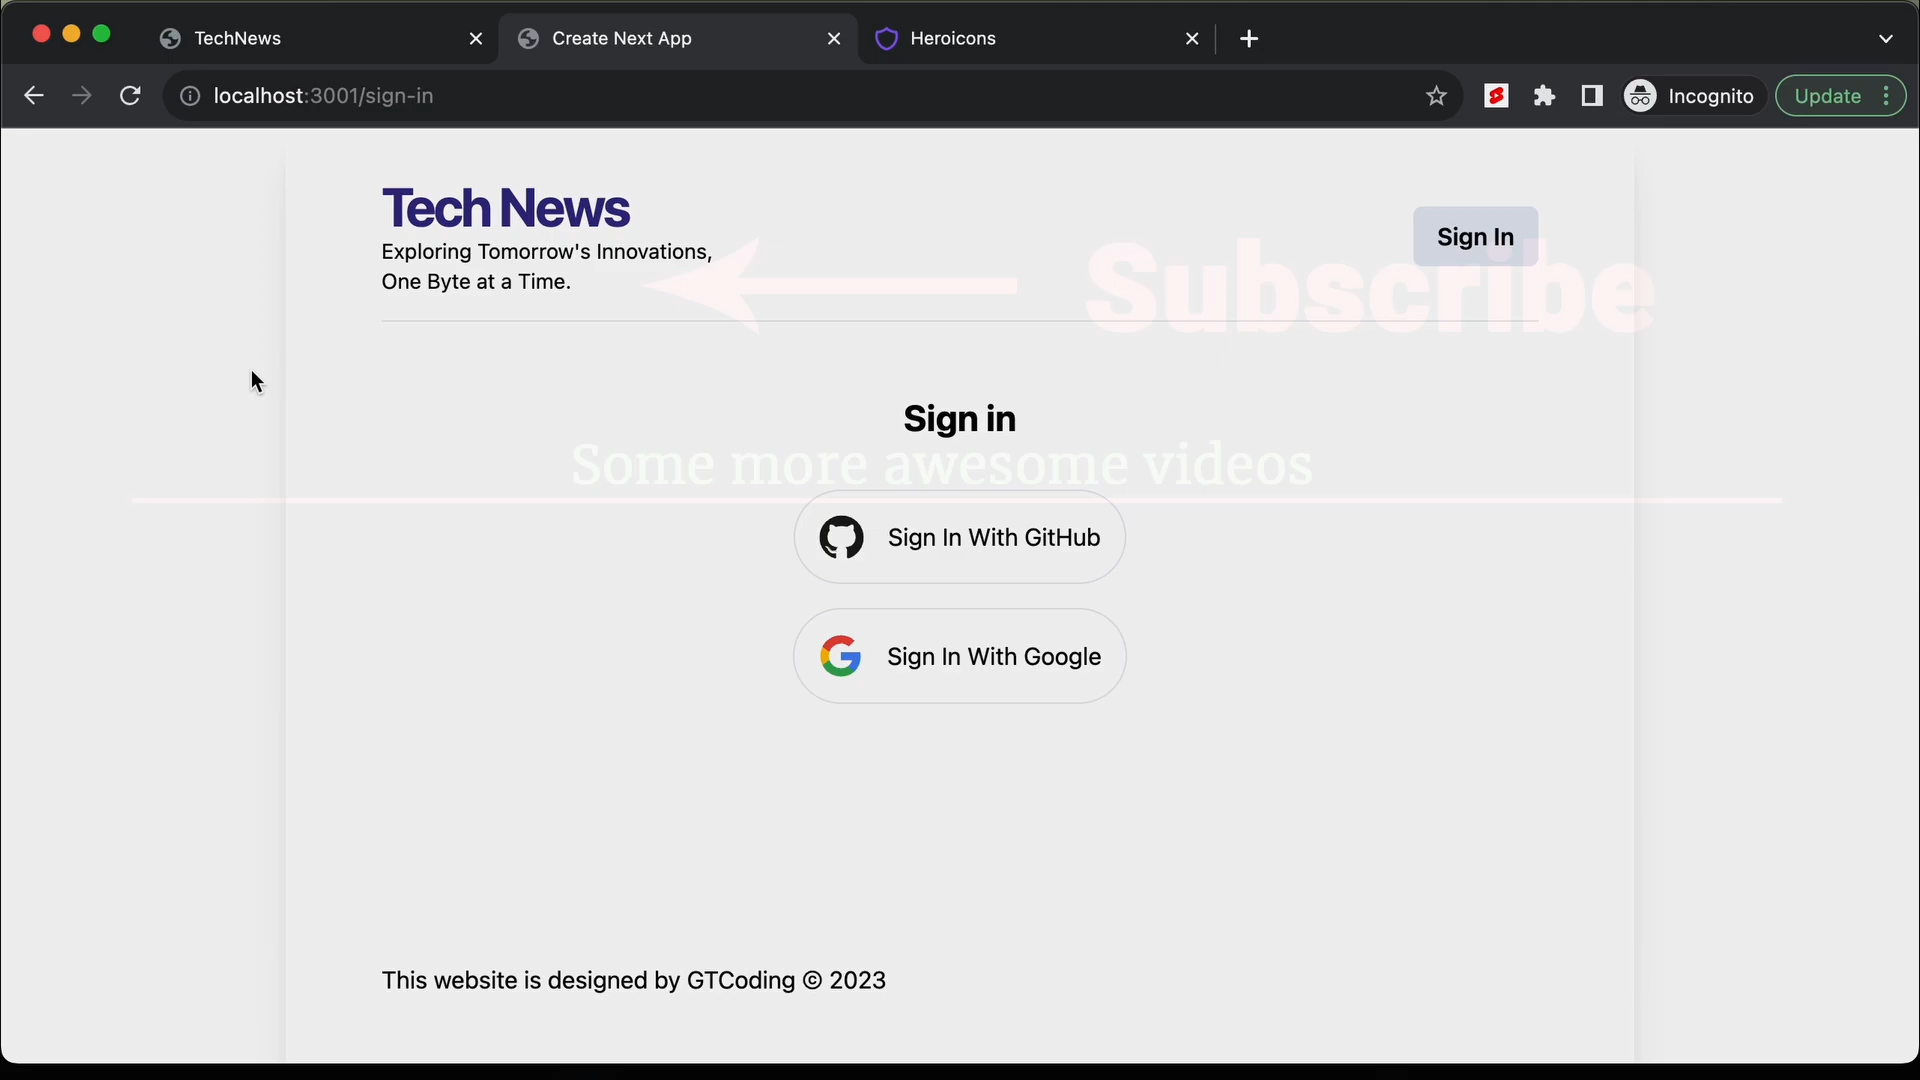 TechNews
Create Next App
Heroicons
localhost:3001/sign-in
Incognito
Update
Tech News
Exploring Tomorrow's Innovations,
One Byte at a Time.
Sign In
Subscribe
Sign in
Some more awesome videos
Sign In With GitHub
Sign In With Google
This website is designed by GTCoding © 2023